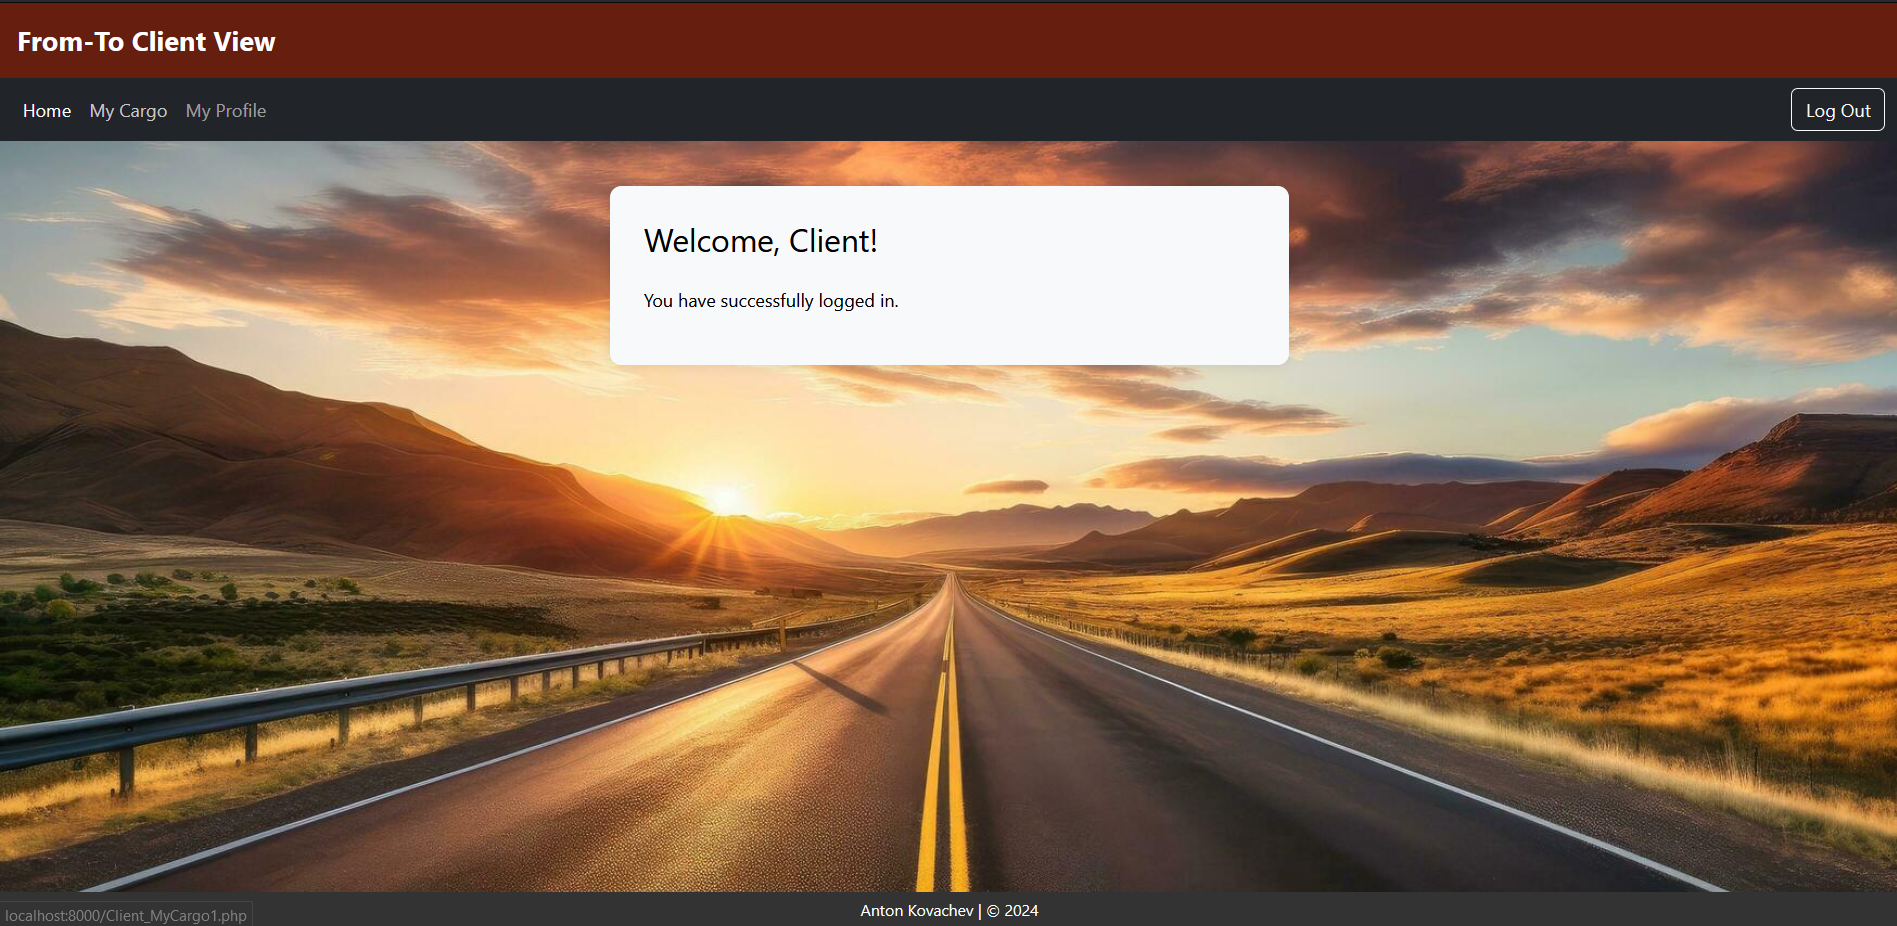 From-To Client View
Home My Cargo My Profile Log Out
Welcome, Client!
You have successfully logged in.
localhost:8000/Client_MyCargo1.php
Anton Kovachev | © 2024